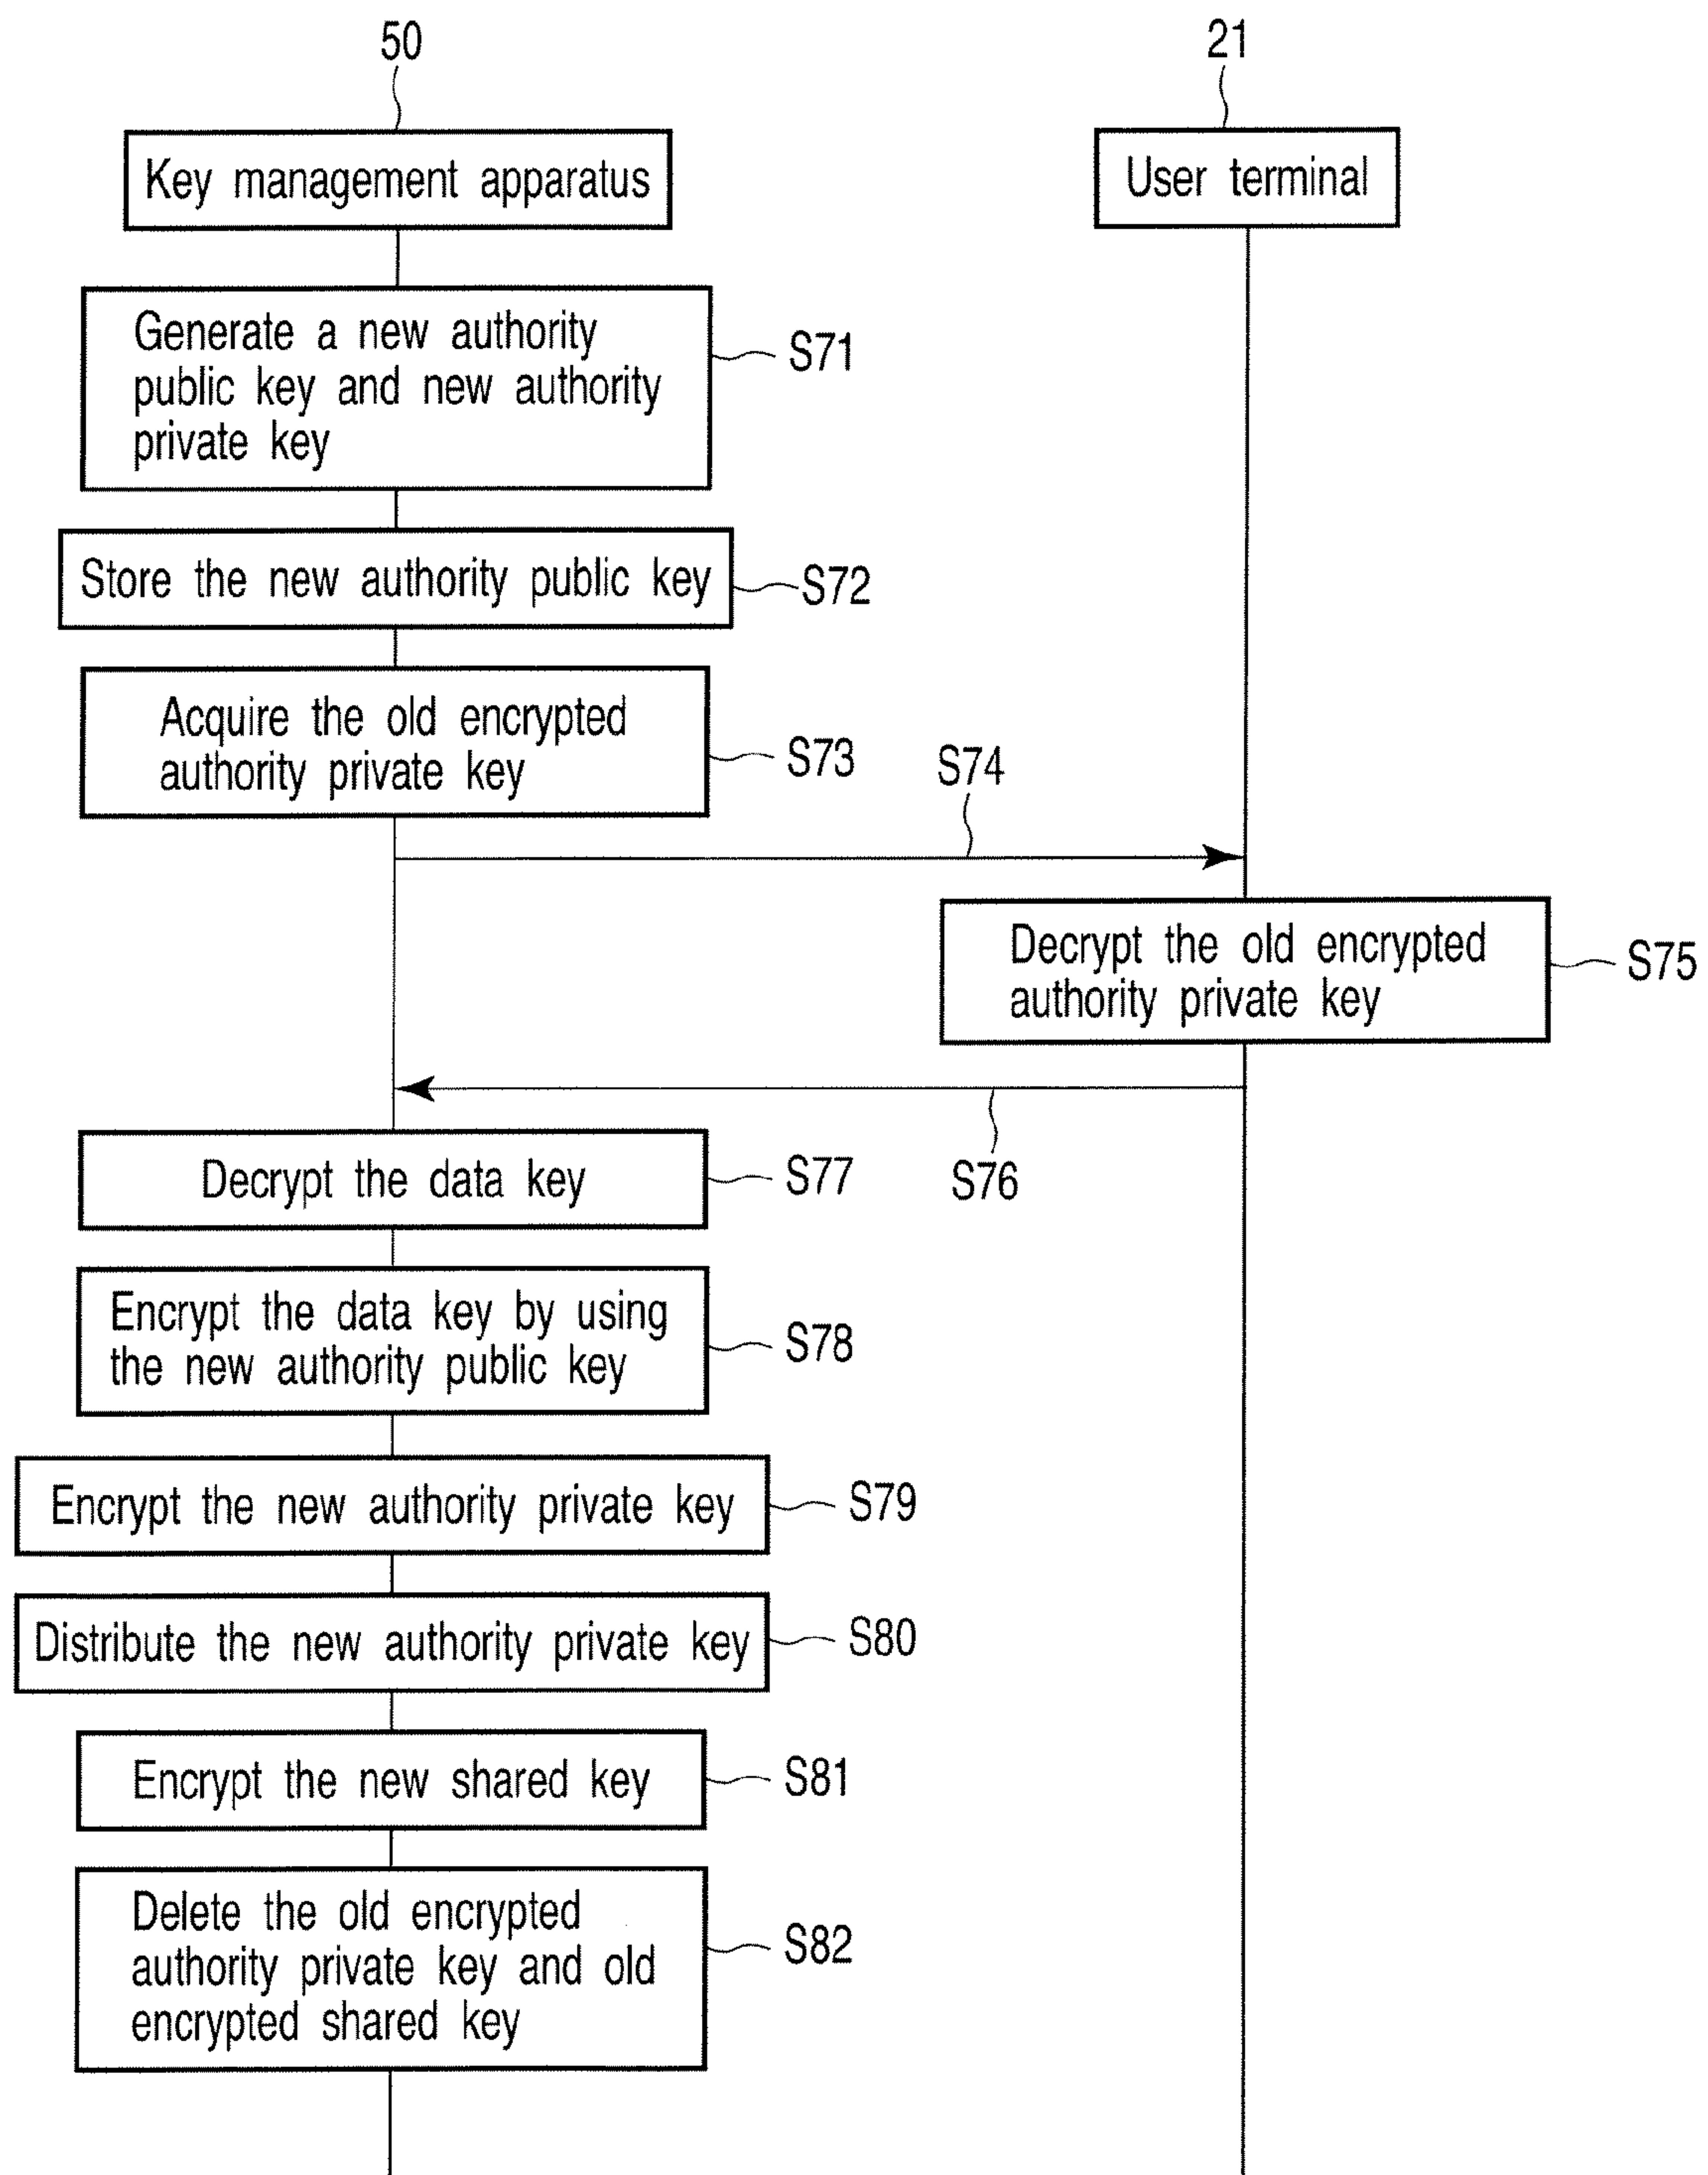 50
21
Key management apparatus
User terminal
Generate a new authority
public key and new authority
private key
S71
Store the new authority public key
S72
Acquire the old encrypted
authority private key
S73
S74
Decrypt the old encrypted
authority private key
S75
S76
Decrypt the data key
S77
Encrypt the data key by using
the new authority public key
S78
Encrypt the new authority private key
S79
Distribute the new authority private key
S80
Encrypt the new shared key
S81
Delete the old encrypted
authority private key and old
encrypted shared key
S82